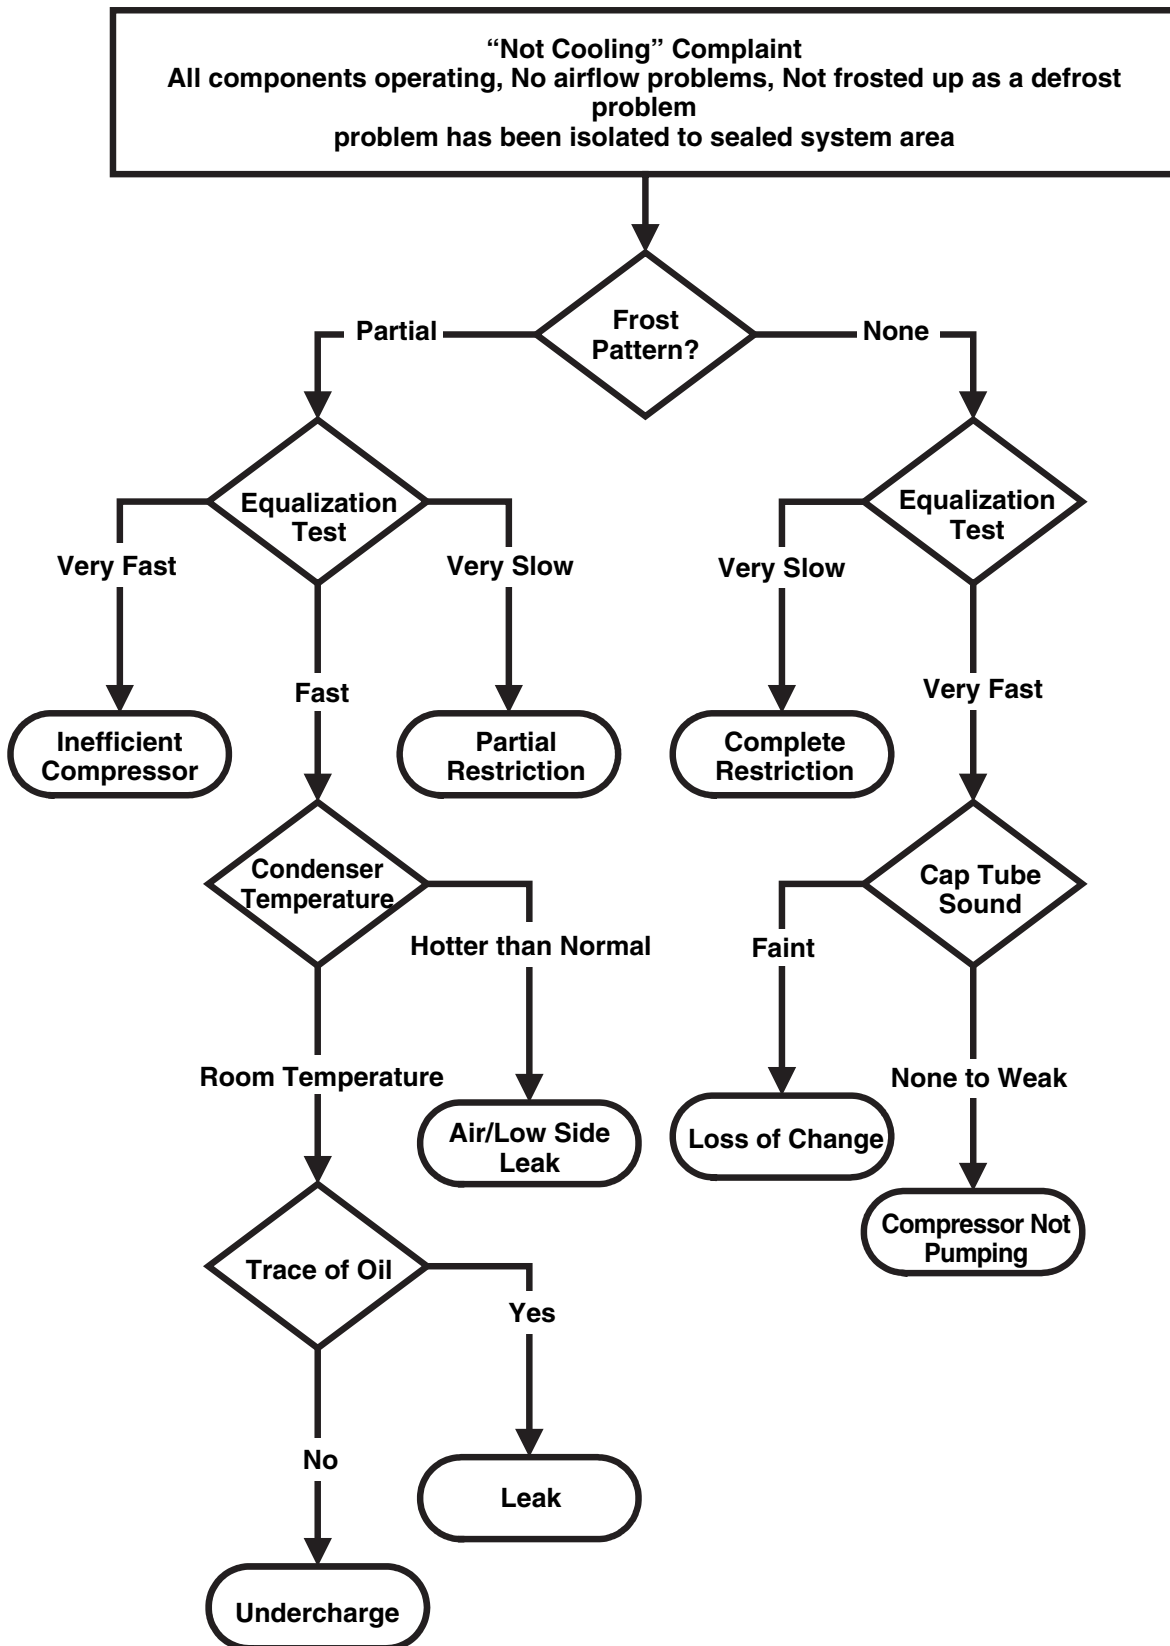 “Not Cooling” Complaint
All components operating, No airflow problems, Not frosted up as a defrost
problem
problem has been isolated to sealed system area
Frost
Pattern?
Partial
None
Equalization
Test
Equalization
Test
Very Fast
Very Slow
Very Slow
Fast
Very Fast
Inefficient
Compressor
Partial
Restriction
Complete
Restriction
Condenser
Temperature
Cap Tube
Sound
Hotter than Normal
Faint
Room Temperature
None to Weak
Air/Low Side
Leak
Loss of Change
Compressor Not
Pumping
Trace of Oil
Yes
No
Leak
Undercharge